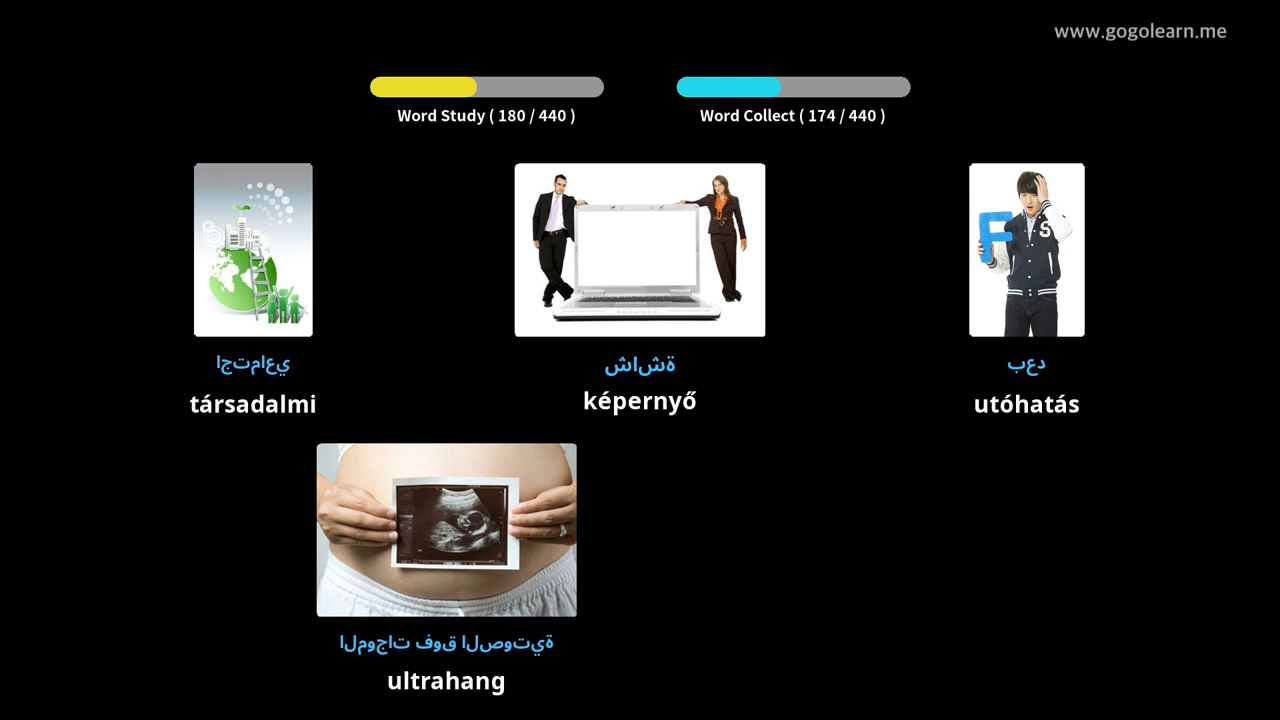 www.gogolearn.me
Word Study ( 180 / 440 )
Word Collect ( 174 / 440 )
F
S
اجتماعي
társadalmi
شاشة
képernyő
بعد
utóhatás
الموجات فوق الصوتية
ultrahang